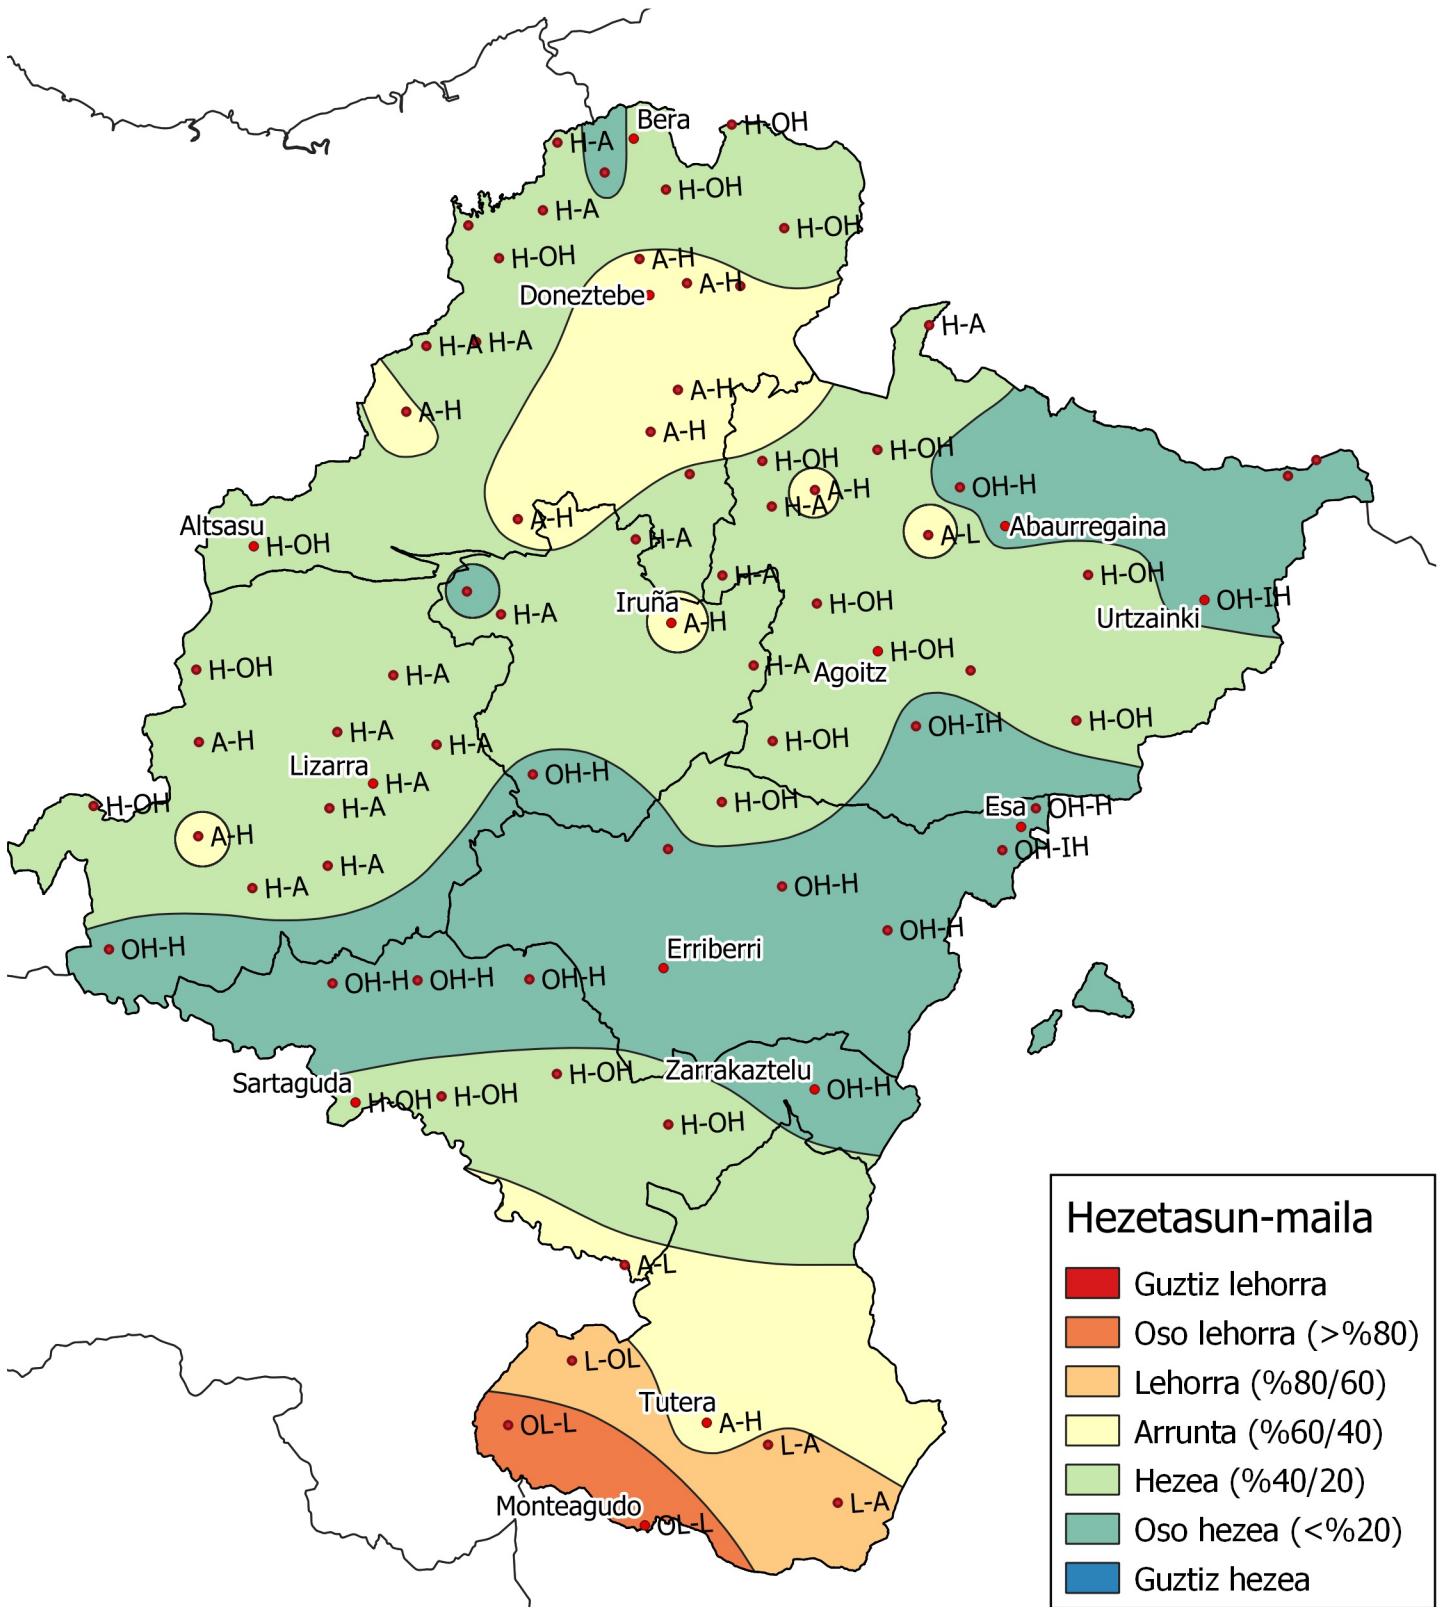 Bera
H-OH
H-A
H-OH
H-A
H-OH
H-OH
A-H
A-H
Doneztebe
H-A
H-A
H-A
A-H
A-H
A-H
H-OH
H-OH
A-H
OH-H
H-A
A-H
Altsasu
Abaurregaina
A-L
H-OH
H-A
H-A
H-OH
Iruña
H-OH
OH-IH
H-A
A-H
Urtzainki
H-OH
H-OH
H-A
H-A
Agoitz
A-H
H-A
H-A
H-OH
OH-IH
H-OH
Lizarra
H-A
OH-H
H-OH
H-A
H-OH
Esa
OH-H
A-H
OH-IH
H-A
H-A
OH-H
OH-H
OH-H
Erriberri
OH-H
OH-H
OH-H
Zarrakaztelu
Sartaguda
H-OH
OH-H
H-OH
H-OH
H-OH
A-L
L-OL
Tutera
OL-L
A-H
L-A
Monteagudo
OL-L
L-A
Hezetasun-maila
Guztiz lehorra
Oso lehorra (>%80)
Lehorra (%80/60)
Arrunta (%60/40)
Hezea (%40/20)
Oso hezea (<%20)
Guztiz hezea